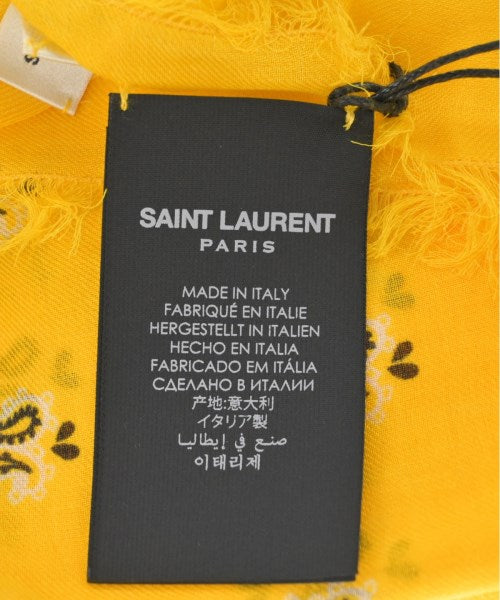 SAINT LAURENT
PARIS
MADE IN ITALY
FABRIQUÉ EN ITALIE
HERGESTELLT IN ITALIEN
HECHO EN ITALIA
FABRICADO EM ITÁLIA
СДЕЛАНО В ИТАЛИИ
产地:意大利
イタリア製
صنع في إيطاليا
이태리제
S